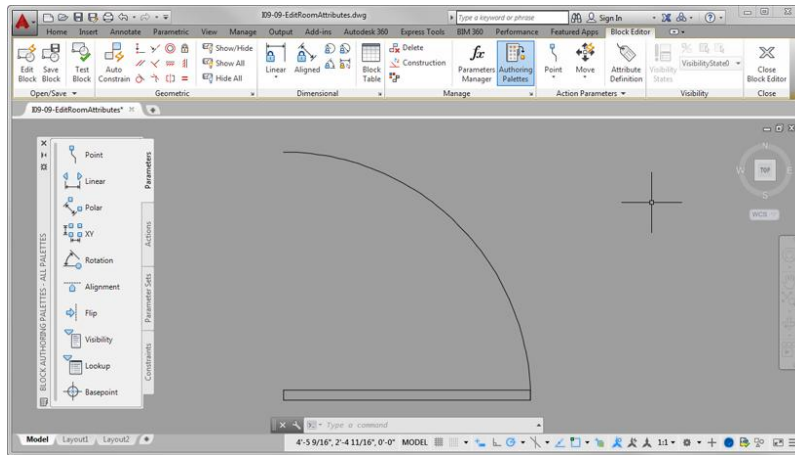 I09-09-EditRoomAttributes.dwg
Type a keyword or phrase
Sign In
Home Insert Annotate Parametric View Manage Output Add-ins Autodesk 360 Express Tools BIM 360 Performance Featured Apps Block Editor
Edit Block
Save Block
Test Block
Auto Constrain
Show/Hide
Show All
Hide All
Linear
Aligned
Block Table
Delete
Construction
Parameters Manager
Authoring Palettes
Point
Move
Attribute Definition
Visibility States
VisibilityState0
Close Block Editor
Open/Save Geometric Dimensional Manage Action Parameters Visibility Close
I09-09-EditRoomAttributes*
Point
Linear
Polar
XY
Rotation
Alignment
Flip
Visibility
Lookup
Basepoint
Parameters
Actions
Parameter Sets
Constraints
BLOCK AUTHORING PALETTES - ALL PALETTES
N
W TOP E
S
WCS
Type a command
Model Layout1 Layout2
4'-5 9/16", 2'-4 11/16", 0'-0" MODEL 1:1